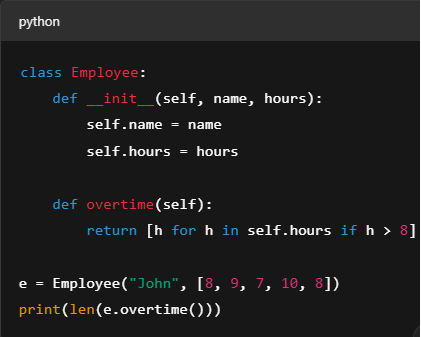 python
class Employee:
    def __init__(self, name, hours):
        self.name = name
        self.hours = hours
    def overtime(self):
        return [h for h in self.hours if h > 8]
e = Employee("John", [8, 9, 7, 10, 8])
print(len(e.overtime()))